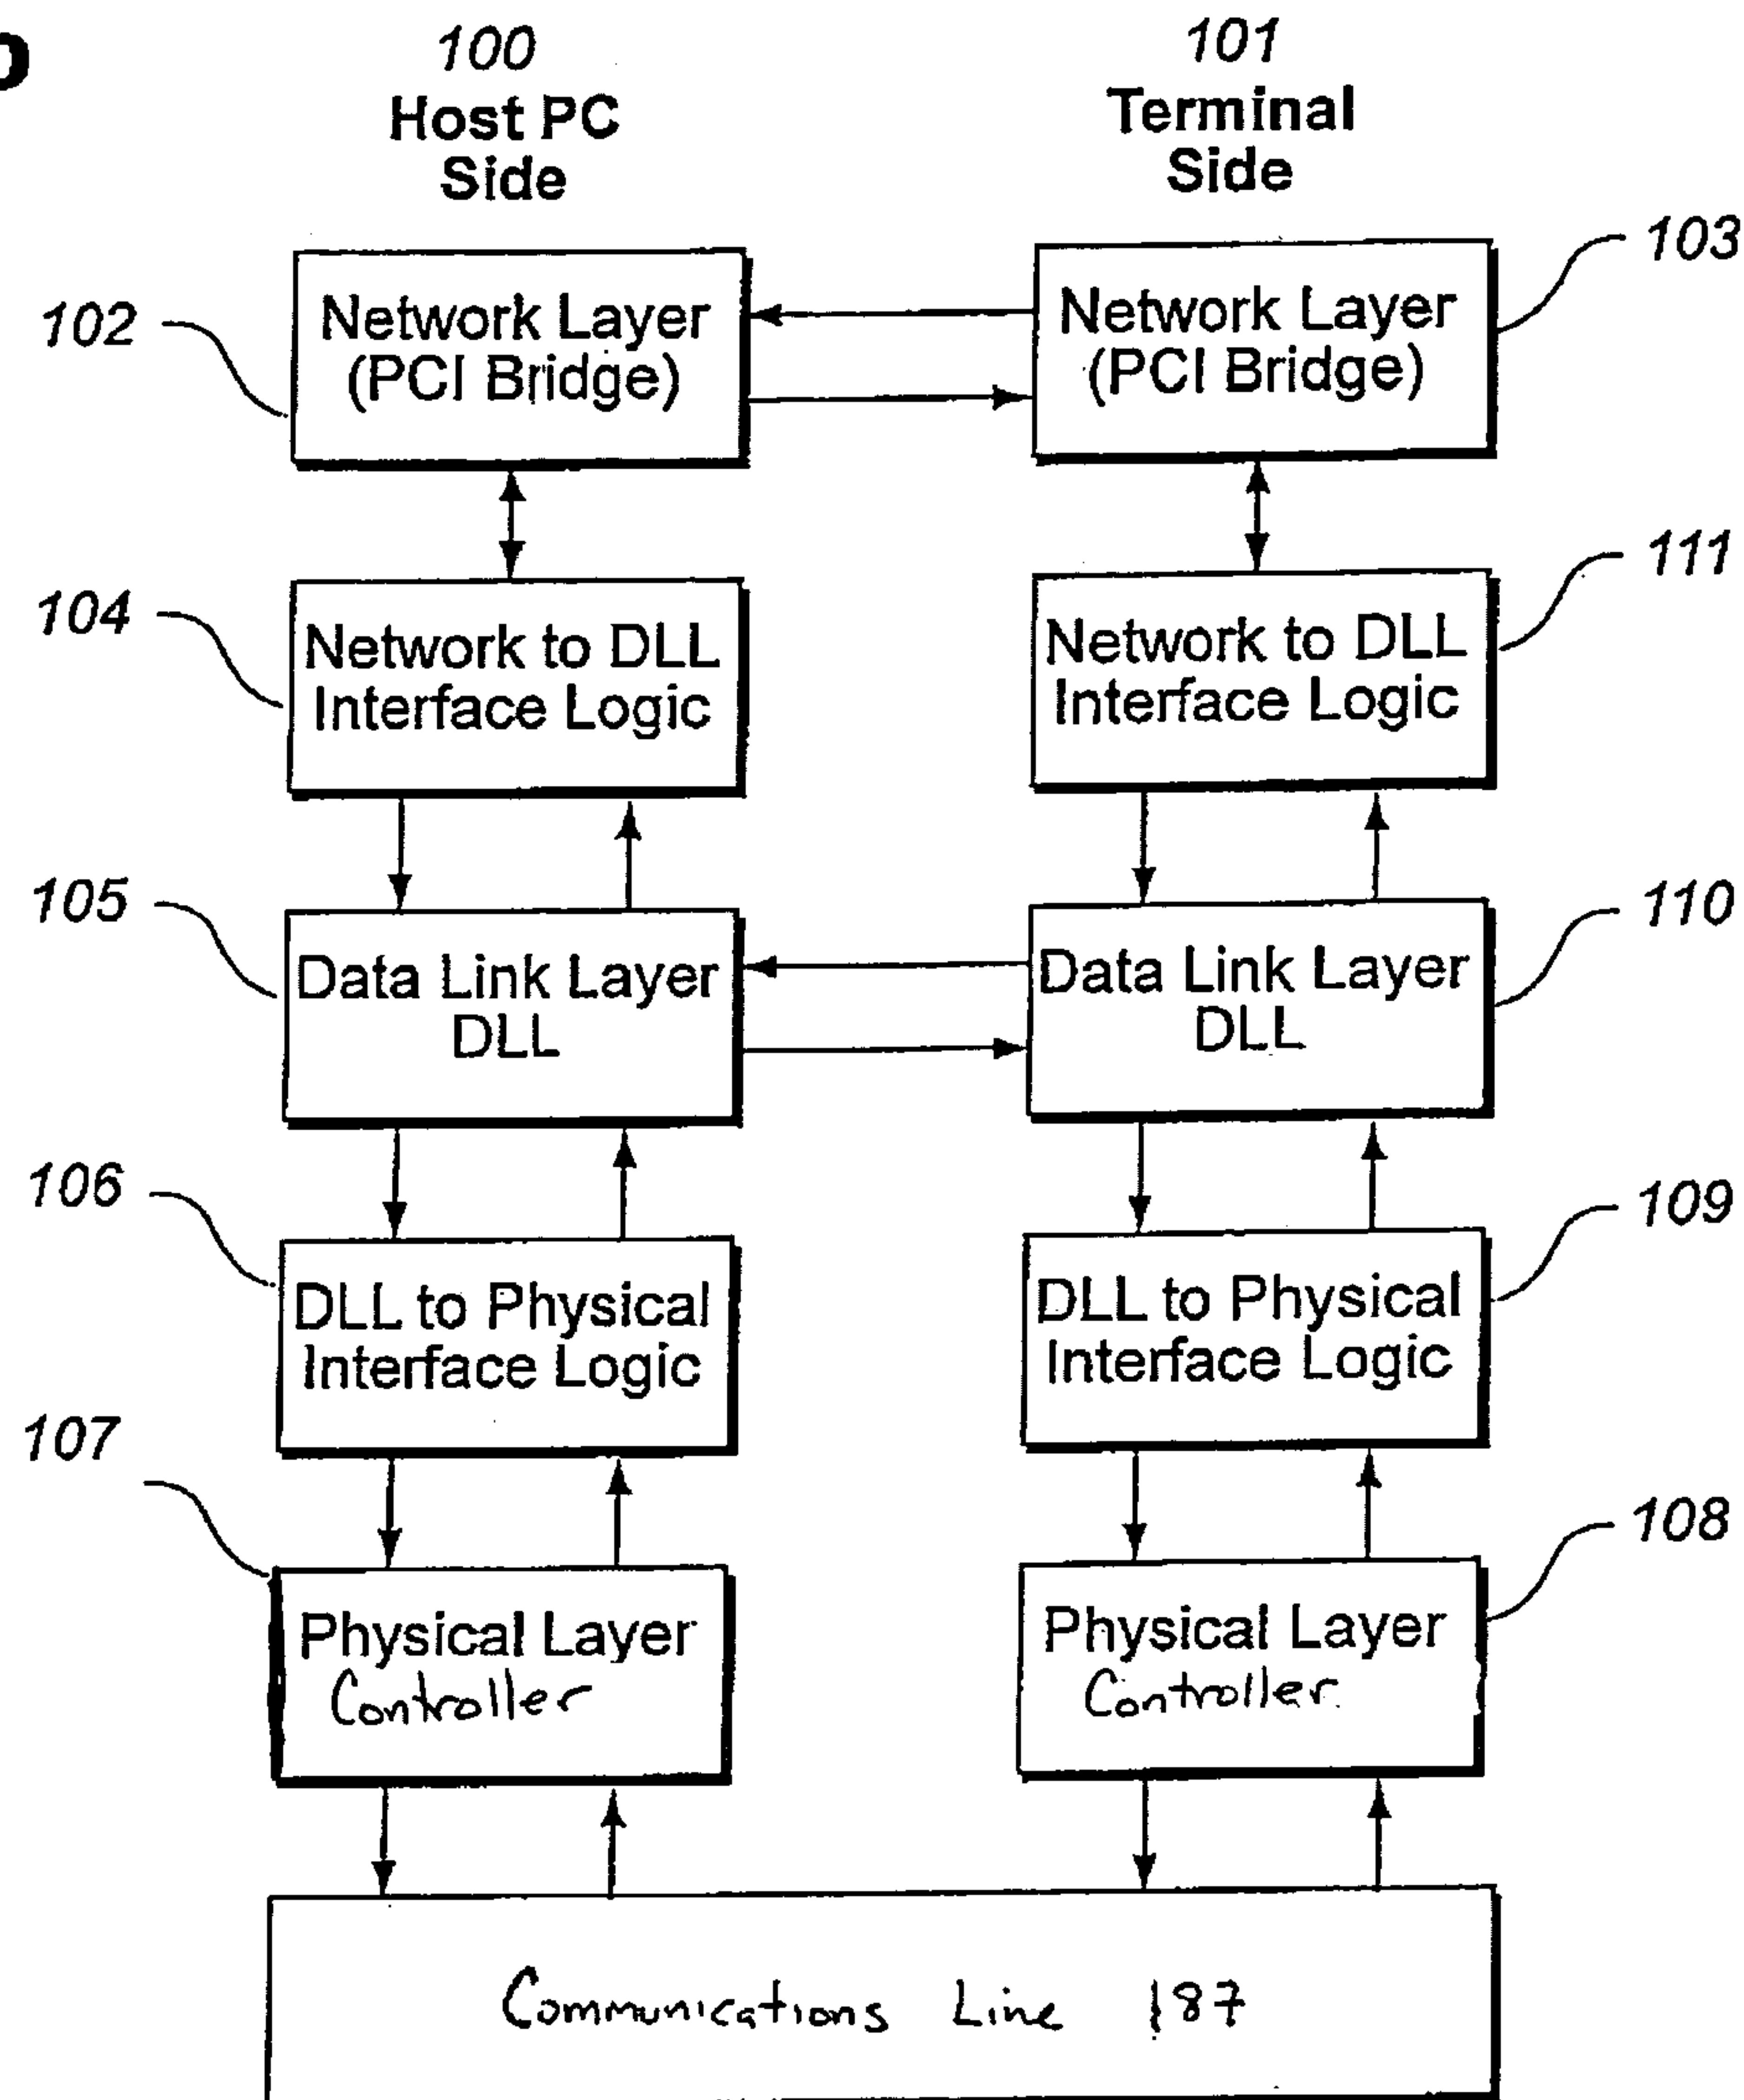 100
Host PC
Side
101
Terminal
Side
102
Network Layer
(PCI Bridge)
Network Layer
(PCI Bridge)
103
104
Network to DLL
Interface Logic
Network to DLL
Interface Logic
111
105
Data Link Layer
DLL
Data Link Layer
DLL
110
106
DLL to Physical
Interface Logic
DLL to Physical
Interface Logic
109
107
Physical Layer
Controller
Physical Layer
Controller
108
Communications Line 187